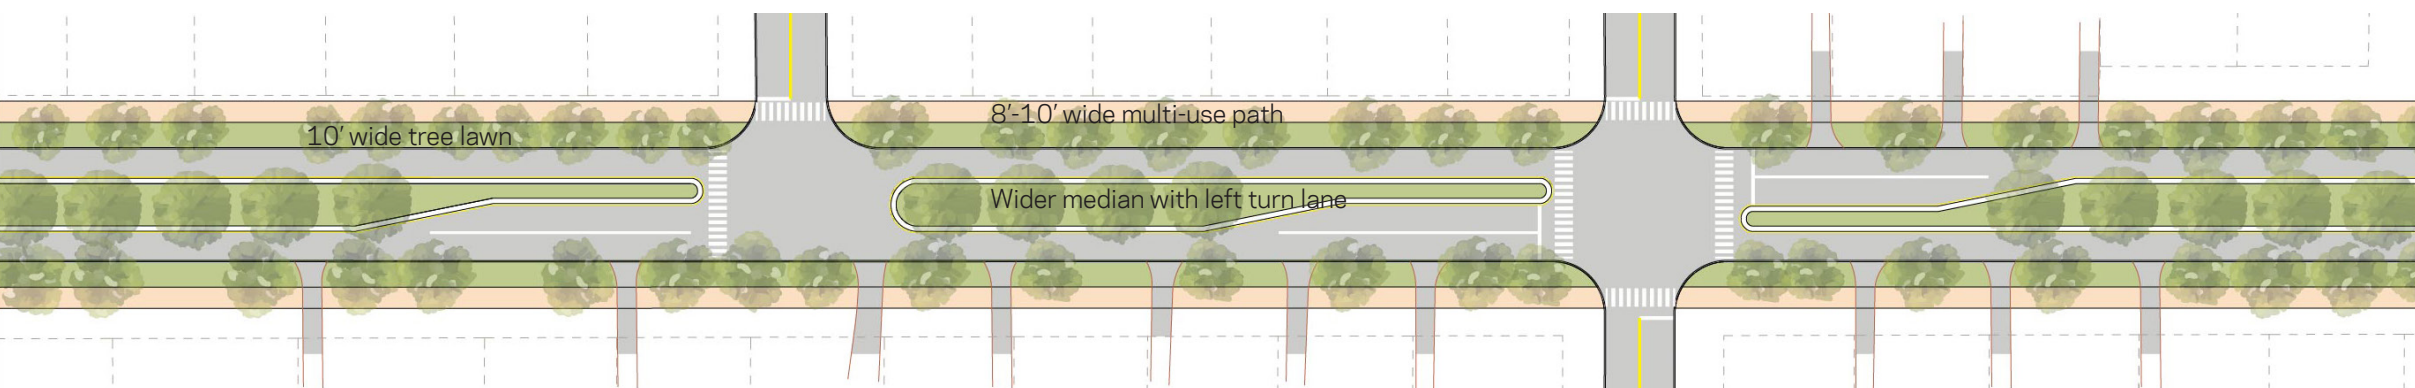 8’-10’ wide multi-use path
10’ wide tree lawn
Wider median with left turn lane